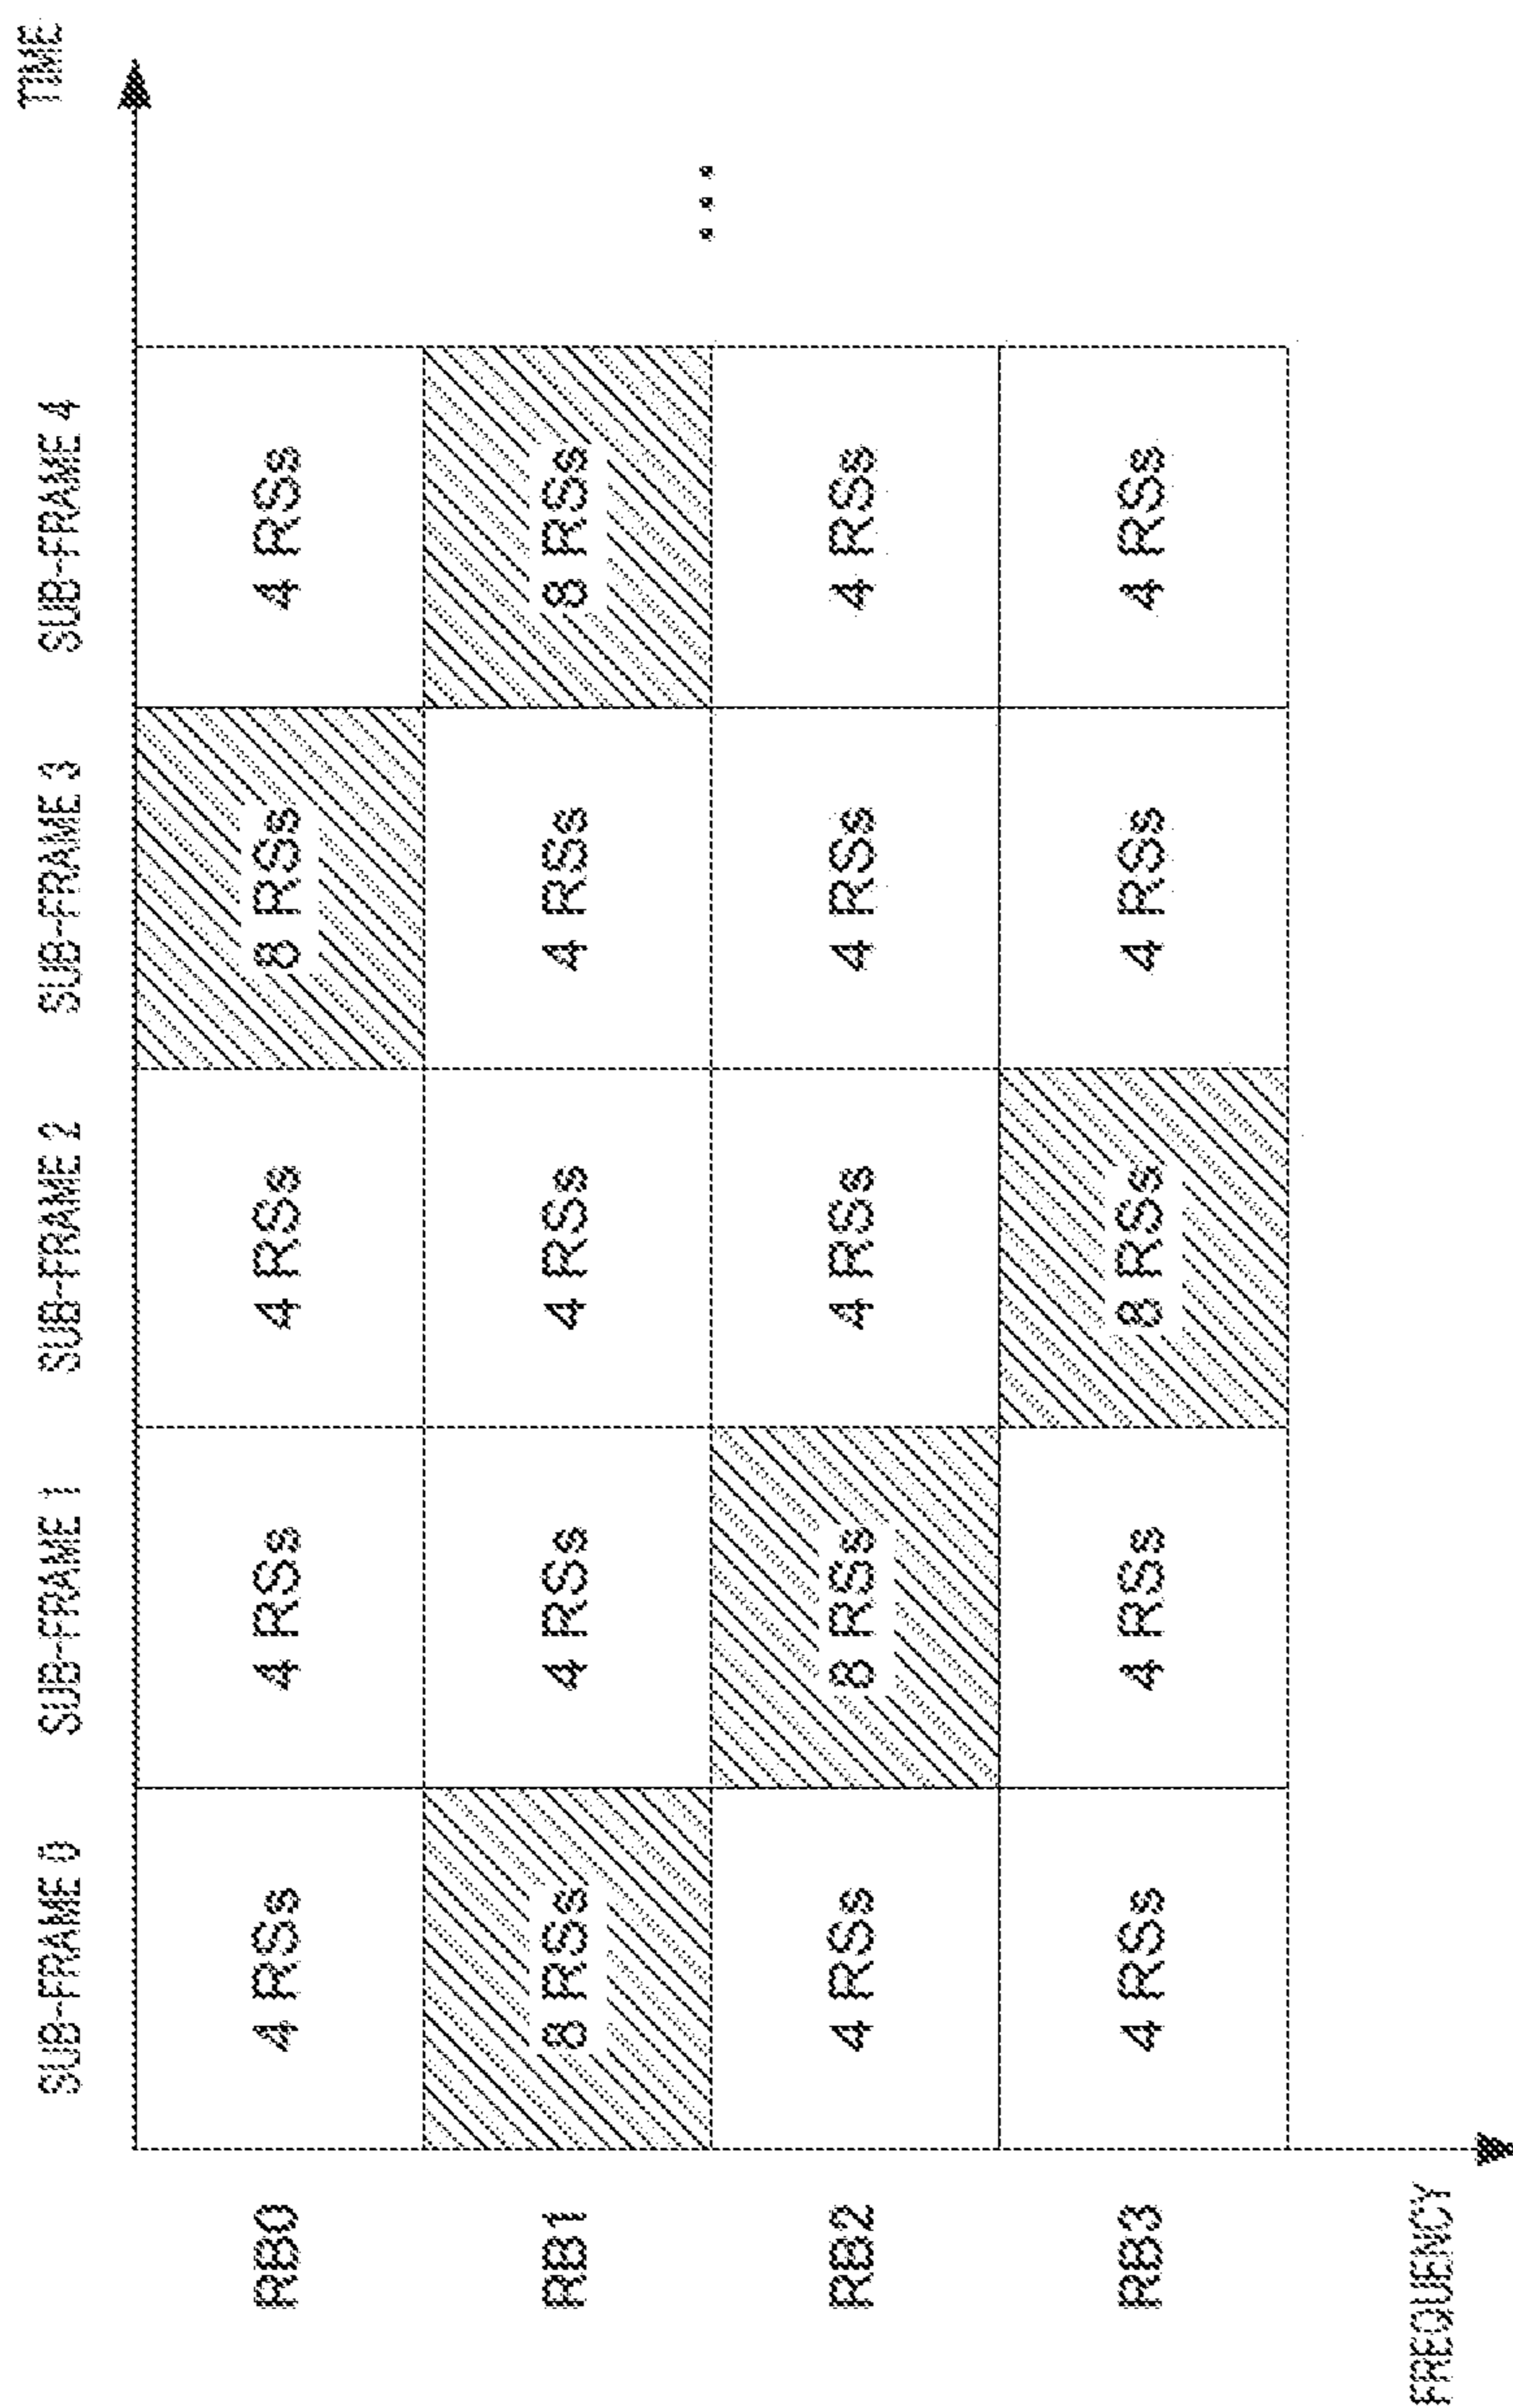 TIME
SUB-FRAME 0 SUB-FRAME 1 SUB-FRAME 2 SUB-FRAME 3 SUB-FRAME 4
RB0 4 RSs 4 RSs 4 RSs 8 RSs 4 RSs
RB1 8 RSs 4 RSs 4 RSs 4 RSs 8 RSs
RB2 4 RSs 8 RSs 4 RSs 4 RSs 4 RSs
RB3 4 RSs 4 RSs 8 RSs 4 RSs 4 RSs
...
FREQUENCY